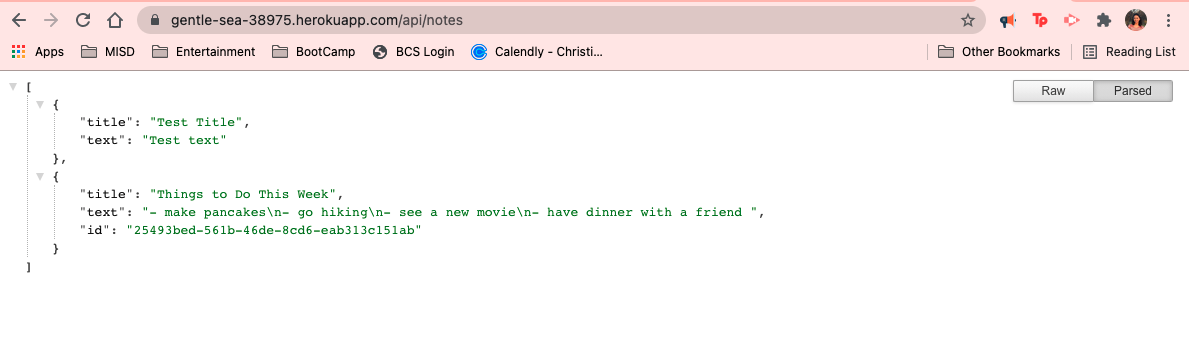 gentle-sea-38975.herokuapp.com/api/notes
Tp
Apps MISD Entertainment BootCamp BCS Login Calendly - Christi... Other Bookmarks Reading List
Raw Parsed
[
{
"title": "Test Title",
"text": "Test text"
},
{
"title": "Things to Do This Week",
"text": "- make pancakes\n- go hiking\n- see a new movie\n- have dinner with a friend ",
"id": "25493bed-561b-46de-8cd6-eab313c151ab"
}
]